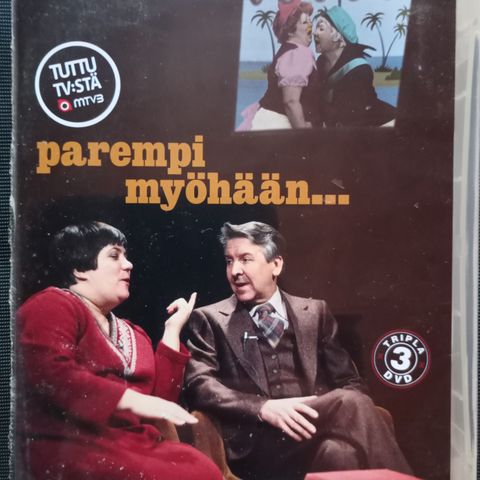 TUTTU
TV:STÄ
MTV3
parempi
myöhään...
TRIPLA
3
DVD